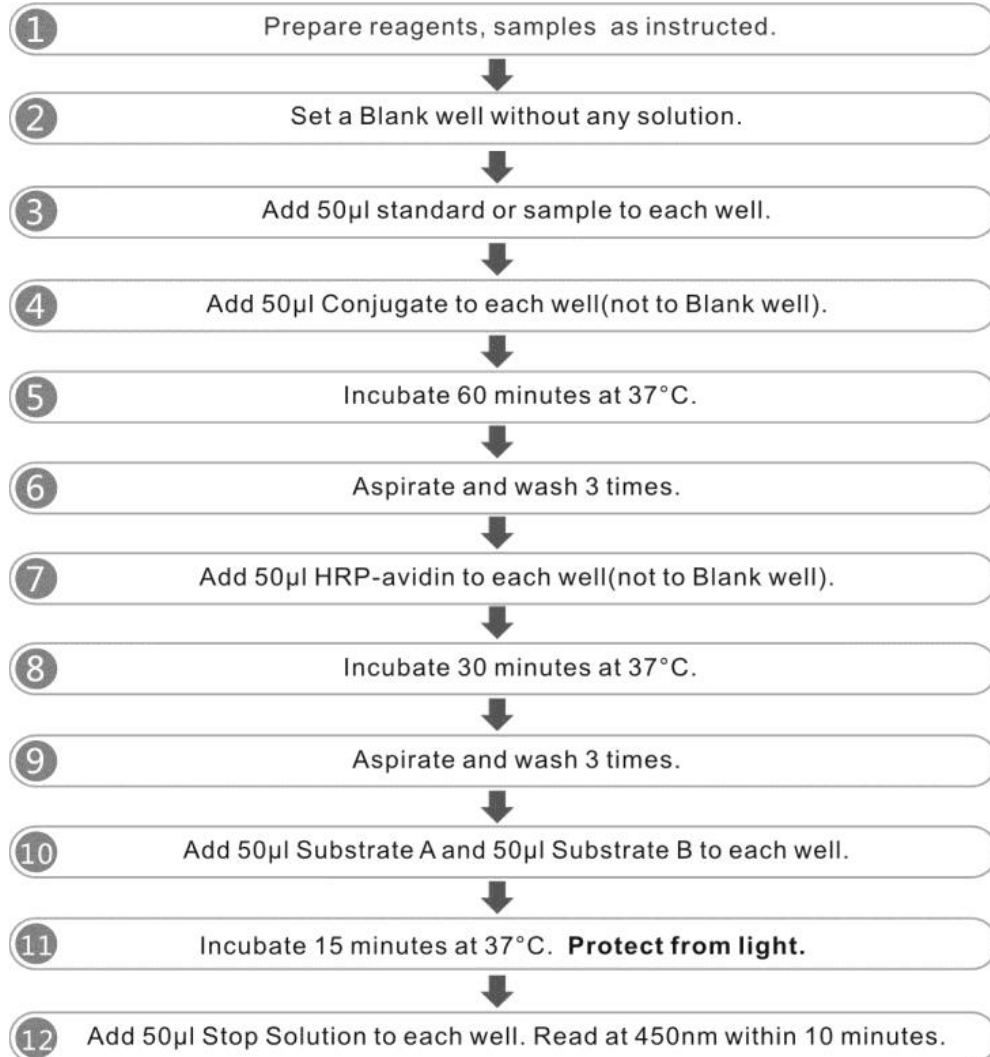 1 Prepare reagents, samples as instructed.
2 Set a Blank well without any solution.
3 Add 50μl standard or sample to each well.
4 Add 50μl Conjugate to each well(not to Blank well).
5 Incubate 60 minutes at 37°C.
6 Aspirate and wash 3 times.
7 Add 50μl HRP-avidin to each well(not to Blank well).
8 Incubate 30 minutes at 37°C.
9 Aspirate and wash 3 times.
10 Add 50μl Substrate A and 50μl Substrate B to each well.
11 Incubate 15 minutes at 37°C. Protect from light.
12 Add 50μl Stop Solution to each well. Read at 450nm within 10 minutes.